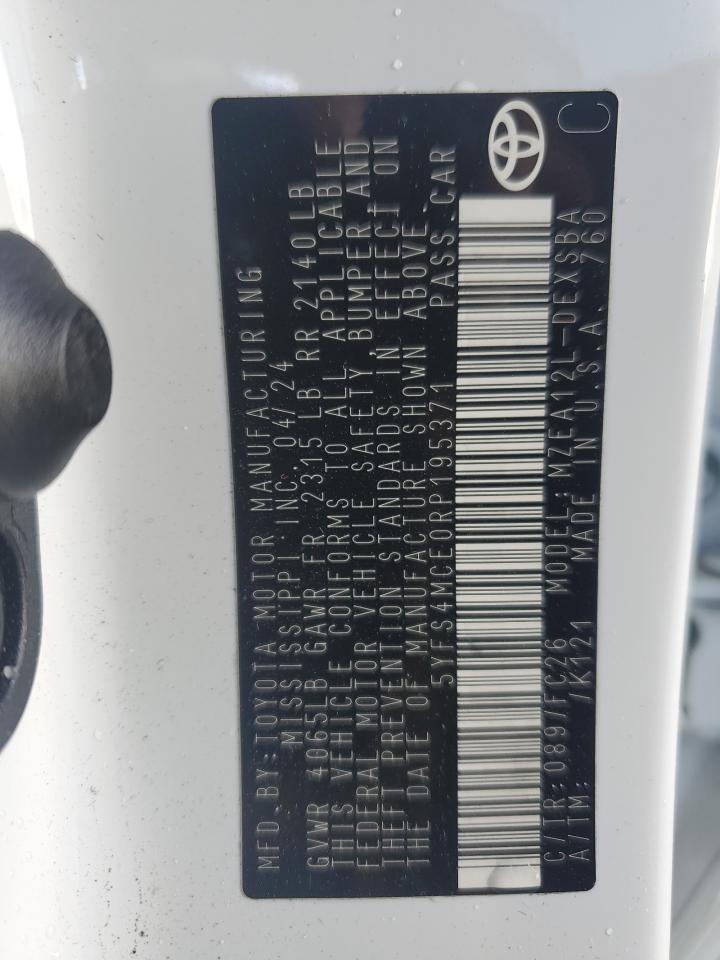 MFD. BY: TOYOTA MOTOR MANUFACTURING
MISSISSIPPI INC. 04/24
GVWR 4065LB GAWR FR 2315 LB RR 2140LB
THIS VEHICLE CONFORMS TO ALL APPLICABLE
FEDERAL MOTOR VEHICLE SAFETY, BUMPER AND
THEFT PREVENTION STANDARDS IN EFFECT ON
THE DATE OF MANUFACTURE SHOWN ABOVE
5YFS4MCE0RP195371 PASS. CAR
C/TR: 089/FC26 MODEL: MZEA12L-DEXSBA
A/TM: /K121 MADE IN U.S.A. 760
C